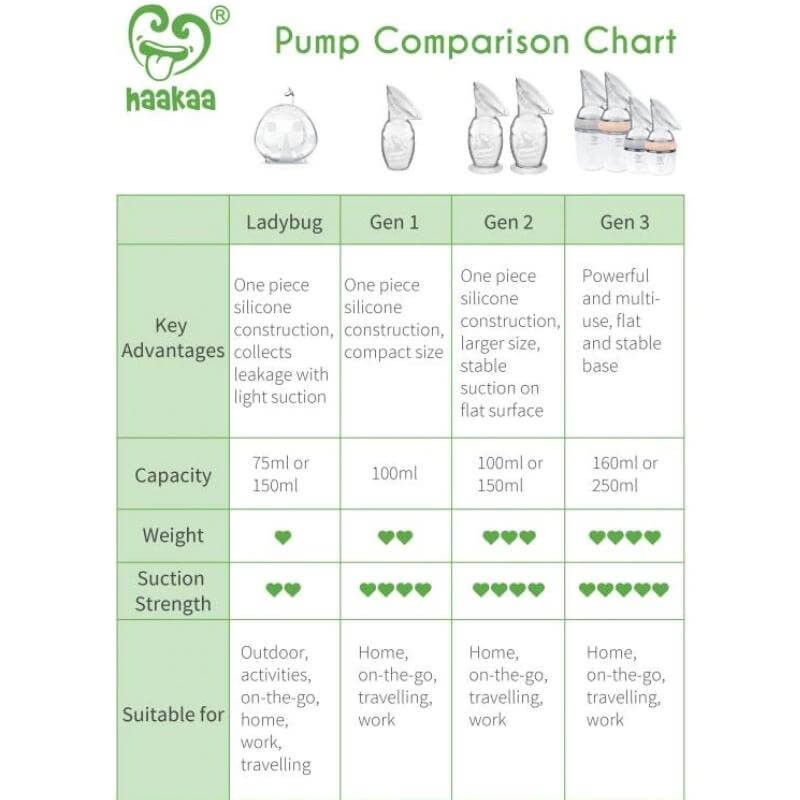 ®
haakaa
Pump Comparison Chart
Ladybug
Gen 1
Gen 2
Gen 3
Key
Advantages
One piece
silicone
construction,
collects
leakage with
light suction
One piece
silicone
construction,
compact size
One piece
silicone
construction,
larger size,
stable
suction on
flat surface
Powerful
and multi-
use, flat
and stable
base
Capacity
75ml or
150ml
100ml
100ml or
150ml
160ml or
250ml
Weight
Suction
Strength
Suitable for
Outdoor,
activities,
on-the-go,
home,
work,
travelling
Home,
on-the-go,
travelling,
work
Home,
on-the-go,
travelling,
work
Home,
on-the-go,
travelling,
work